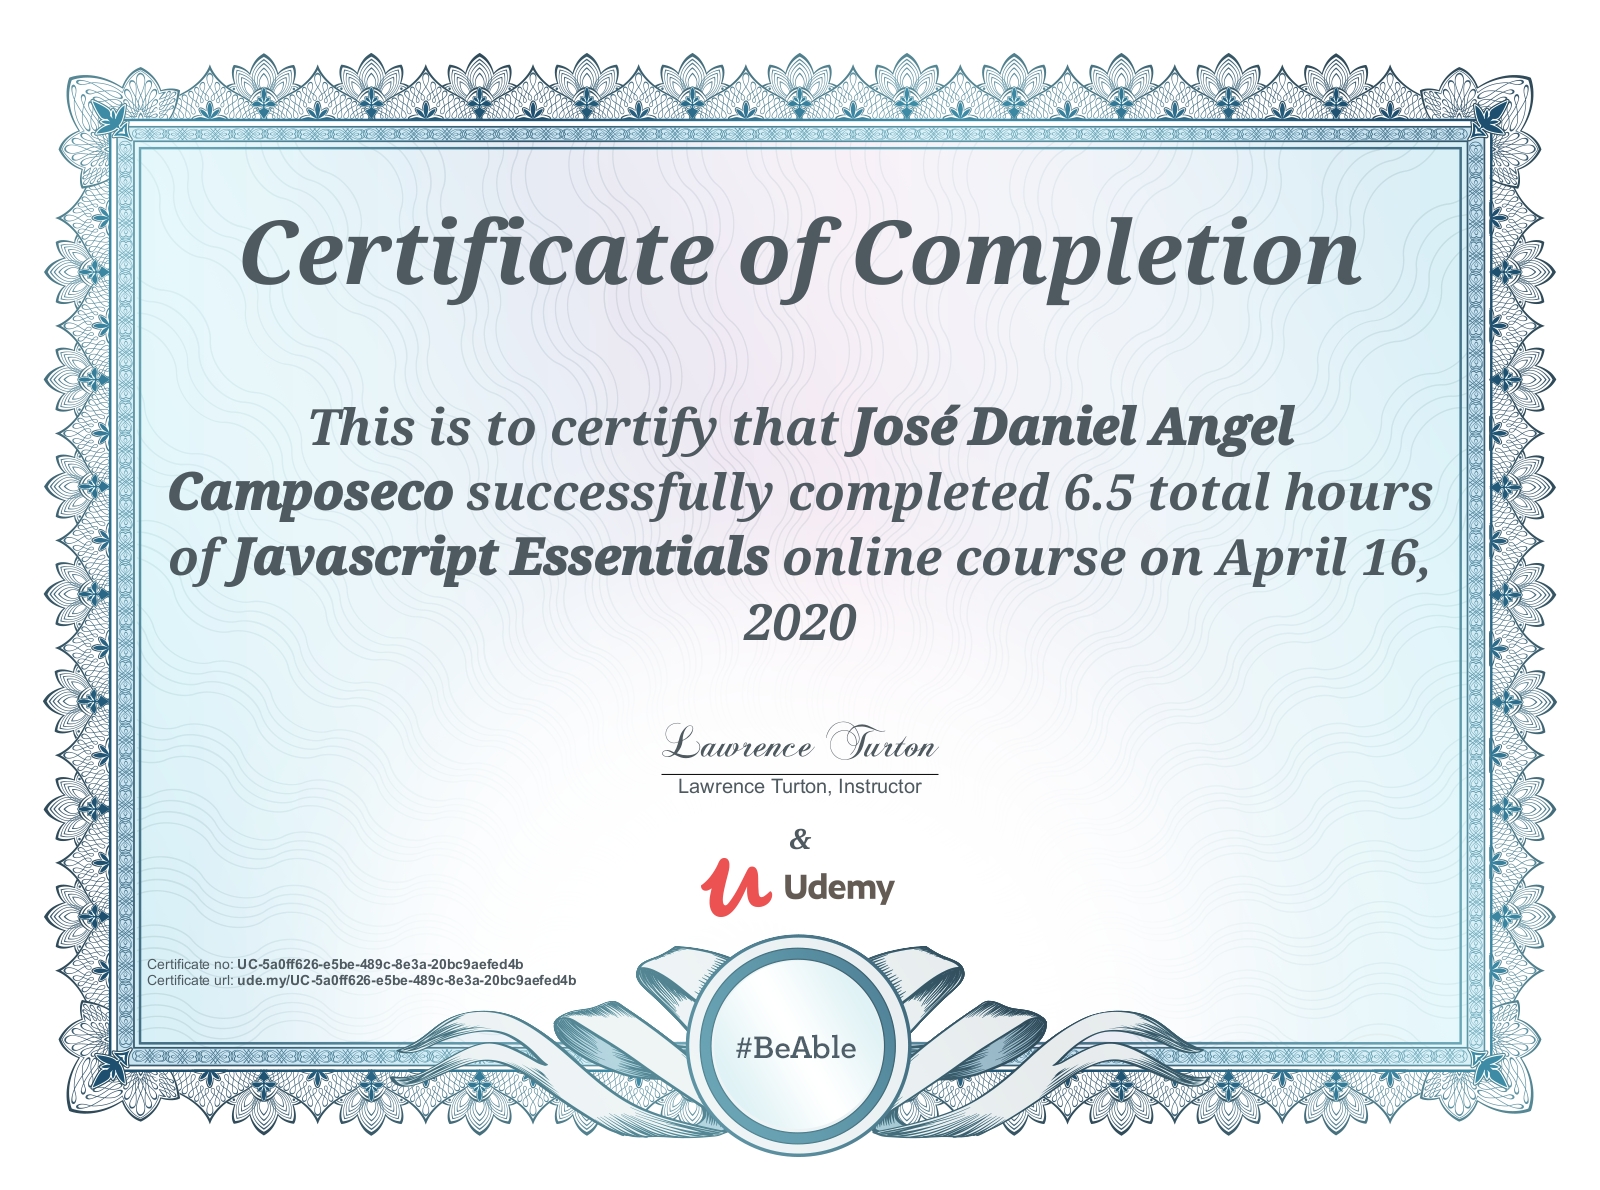 Certificate of Completion
This is to certify that José Daniel Angel
Camposeco successfully completed 6.5 total hours
of Javascript Essentials online course on April 16,
2020
Lawrence Turton
Lawrence Turton, Instructor
&
Udemy
Certificate no: UC-5a0ff626-e5be-489c-8e3a-20bc9aefed4b
Certificate url: ude.my/UC-5a0ff626-e5be-489c-8e3a-20bc9aefed4b
#BeAble